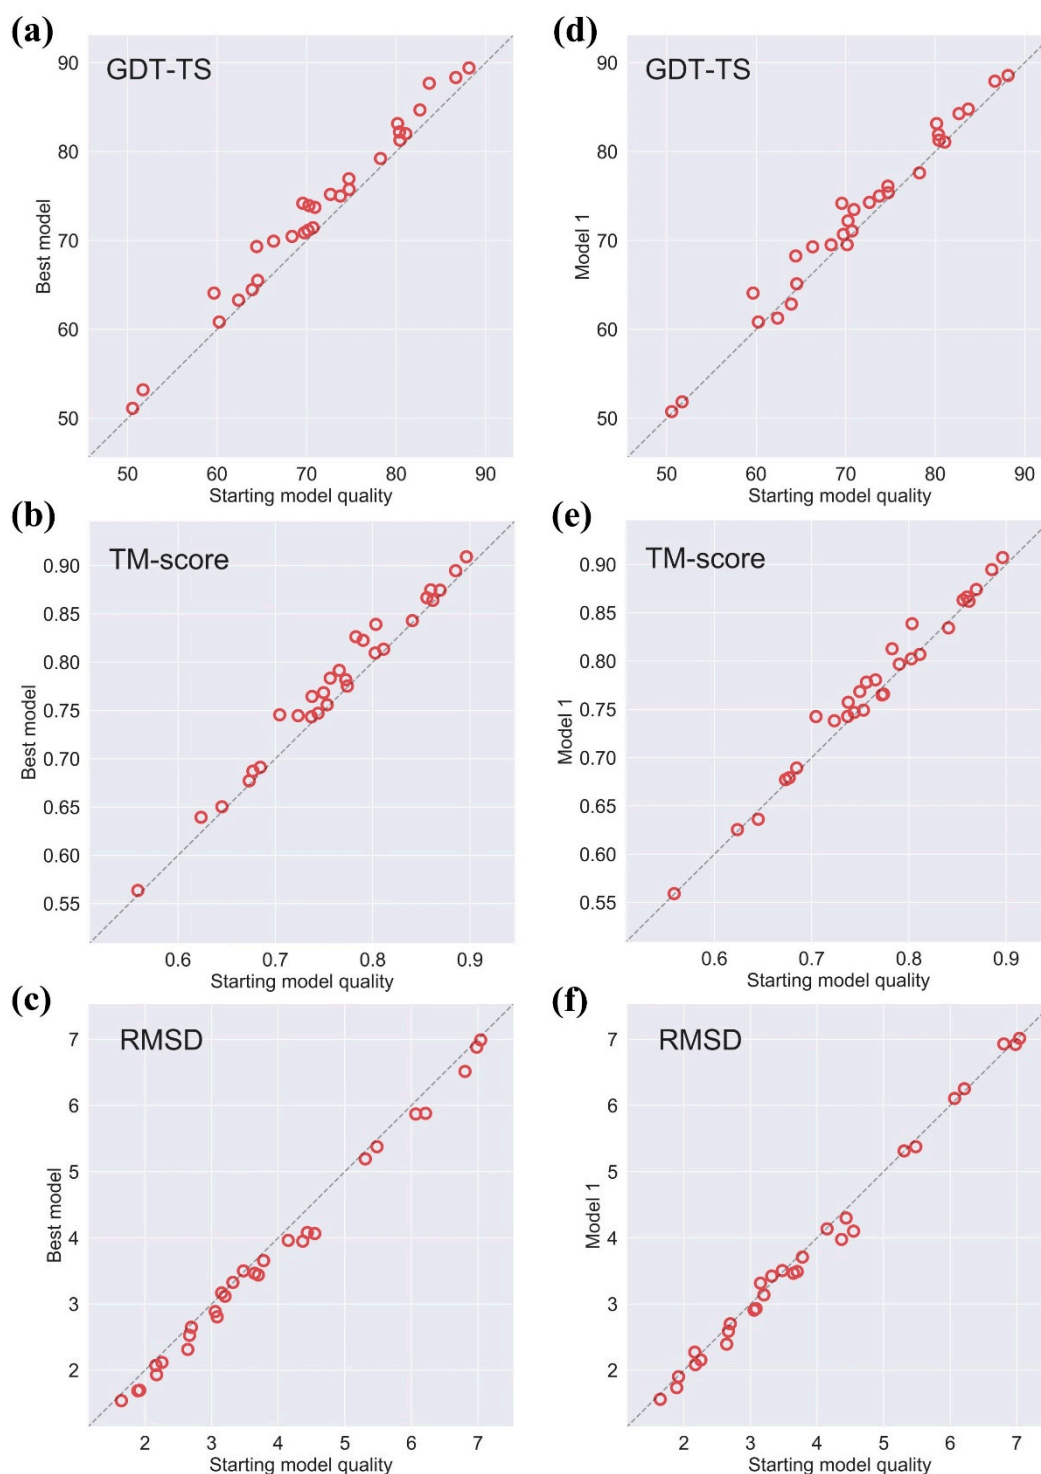 (a)
GDT-TS
Best model
90
80
70
60
50
50 60 70 80 90
Starting model quality
(d)
GDT-TS
Model 1
90
80
70
60
50
50 60 70 80 90
Starting model quality
(b)
TM-score
Best model
0.90
0.85
0.80
0.75
0.70
0.65
0.60
0.55
0.6 0.7 0.8 0.9
Starting model quality
(e)
TM-score
Model 1
0.90
0.85
0.80
0.75
0.70
0.65
0.60
0.55
0.6 0.7 0.8 0.9
Starting model quality
(c)
RMSD
Best model
7
6
5
4
3
2
2 3 4 5 6 7
Starting model quality
(f)
RMSD
Model 1
7
6
5
4
3
2
2 3 4 5 6 7
Starting model quality